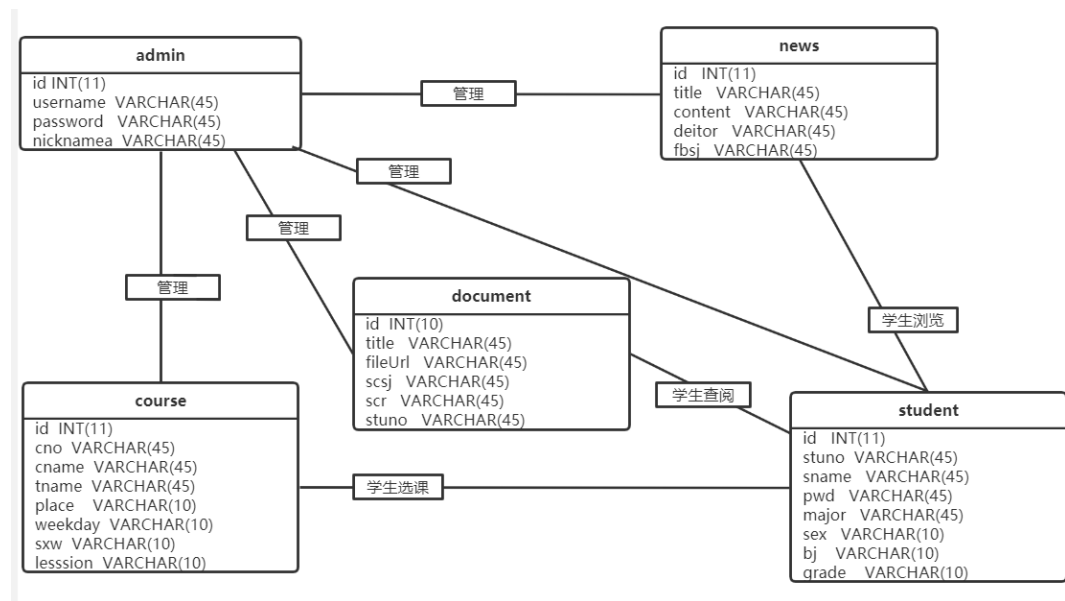 admin
id INT(11)
username VARCHAR(45)
password VARCHAR(45)
nicknamea VARCHAR(45)
管理
news
id INT(11)
title VARCHAR(45)
content VARCHAR(45)
deitor VARCHAR(45)
fbsj VARCHAR(45)
管理
管理
管理
document
id INT(10)
title VARCHAR(45)
fileUrl VARCHAR(45)
scsj VARCHAR(45)
scr VARCHAR(45)
stuno VARCHAR(45)
学生浏览
学生查阅
course
id INT(11)
cno VARCHAR(45)
cname VARCHAR(45)
tname VARCHAR(45)
place VARCHAR(10)
weekday VARCHAR(10)
sxw VARCHAR(10)
lesssion VARCHAR(10)
学生选课
student
id INT(11)
stuno VARCHAR(45)
sname VARCHAR(45)
pwd VARCHAR(45)
major VARCHAR(45)
sex VARCHAR(10)
bj VARCHAR(10)
grade VARCHAR(10)